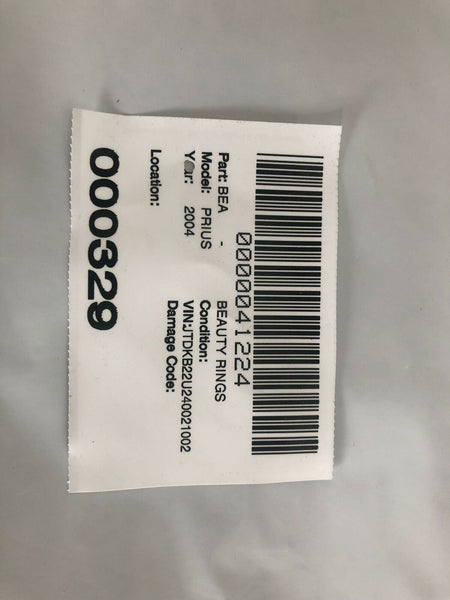 0000041224
Part: BEA - BEAUTY RINGS
Model: PRIUS Condition:
Year: 2004 VIN:JTDKB22U240021002
Damage Code:
Location:
000329